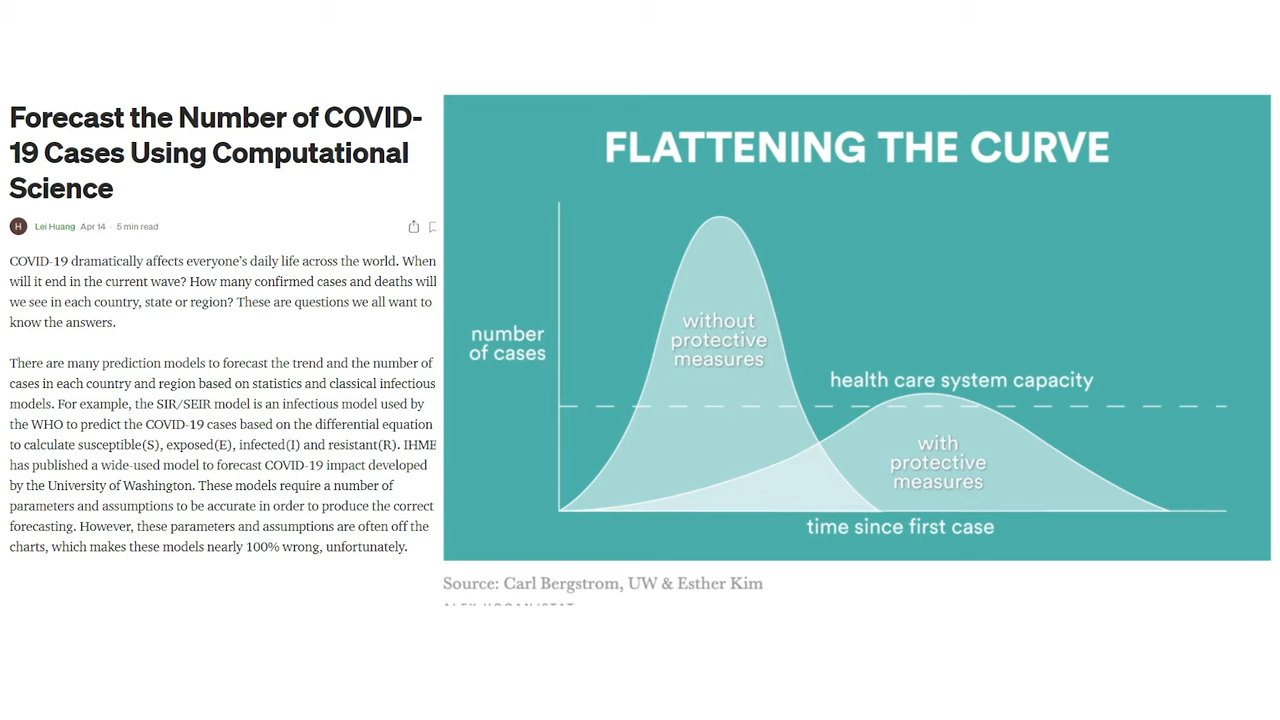 Forecast the Number of COVID-
19 Cases Using Computational
Science
H Lei Huang Apr 14 · 5 min read
COVID-19 dramatically affects everyone's daily life across the world. When
will it end in the current wave? How many confirmed cases and deaths will
we see in each country, state or region? These are questions we all want to
know the answers.
There are many prediction models to forecast the trend and the number of
cases in each country and region based on statistics and classical infectious
models. For example, the SIR/SEIR model is an infectious model used by
the WHO to predict the COVID-19 cases based on the differential equation
to calculate susceptible(S), exposed(E), infected(I) and resistant(R). IHME
has published a wide-used model to forecast COVID-19 impact developed
by the University of Washington. These models require a number of
parameters and assumptions to be accurate in order to produce the correct
forecasting. However, these parameters and assumptions are often off the
charts, which makes these models nearly 100% wrong, unfortunately.
FLATTENING THE CURVE
number
of cases
without
protective
measures
health care system capacity
with
protective
measures
time since first case
Source: Carl Bergstrom, UW & Esther Kim